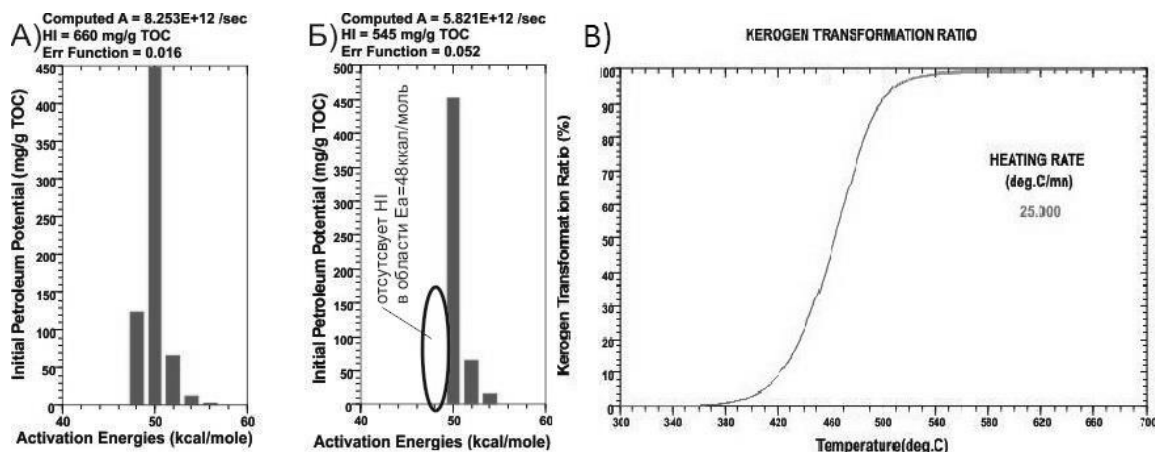 А)
Computed A = 8.253E+12 /sec
HI = 660 mg/g TOC
Err Function = 0.016
Initial Petroleum Potential (mg/g TOC)
450
400
350
300
250
200
150
100
50
0
40
50
60
Activation Energies (kcal/mole)
Б)
Computed A = 5.821E+12 /sec
HI = 545 mg/g TOC
Err Function = 0.052
Initial Petroleum Potential (mg/g TOC)
500
450
400
350
300
250
200
150
100
50
0
отсутсвует HI
в области Ea=48ккал/моль
40
50
60
Activation Energies (kcal/mole)
В)
KEROGEN TRANSFORMATION RATIO
Kerogen Transformation Ratio (%)
100
90
80
70
60
50
40
30
20
10
0
HEATING RATE
(deg.C/mn)
25.000
300
340
380
420
460
500
540
580
620
660
700
Temperature(deg.C)